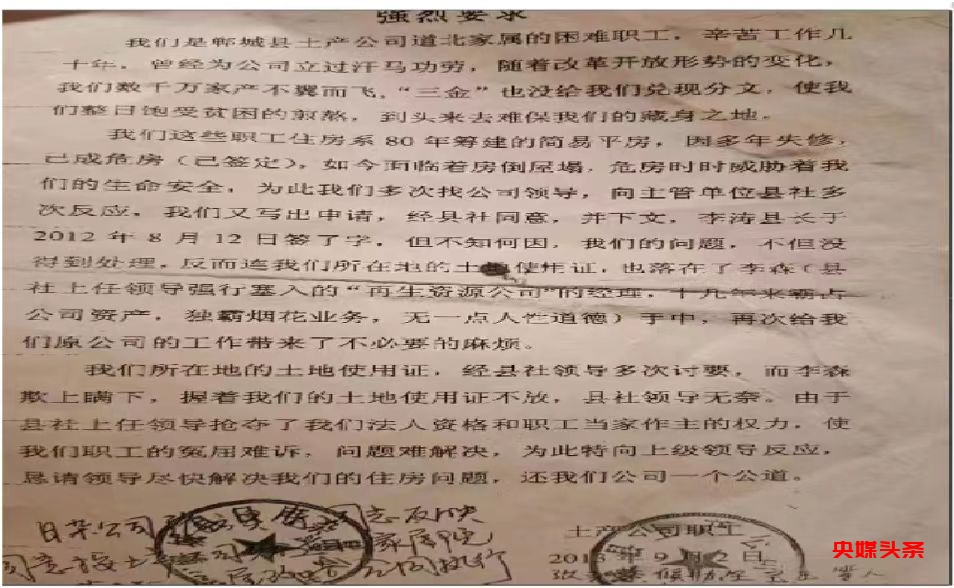 强烈要求
我们是郸城县土产公司道北家属的困难职工，辛苦工作几
十年，曾经为公司立过汗马功劳，随着改革开放形势的变化，
我们数千万家产不翼而飞，“三金”也没给我们兑现分文，使我
们整日饱受贫困的煎熬，到头来去难保我们的藏身之地。
我们这些职工住房系80年筹建的简易平房，因多年失修，
已成危房（已签定），如今面临着房倒屋塌，危房时时威胁着我
们的生命安全，为此我们多次找公司领导，向主管单位县社多
次反应，我们又写出申请，经县社同意，并下文，李涛县长于
2012年8月12日签了字，但不知何因，我们的问题，不但没
得到处理，反而连我们所在地的土地使用证，也落在了李森（县
社上任领导强行塞入的“再生资源公司”的经理，十几年来霸占
公司资产，独霸烟花业务，无一点人性道德）手中，再次给我
们原公司的工作带来了不必要的麻烦。
我们所在地的土地使用证，经县社领导多次讨要，而李森
欺上瞒下，握着我们的土地使用证不放，县社领导无奈。由于
县社上任领导抢夺了我们法人资格和职工当家作主的权力，使
我们职工的冤屈难诉，问题难解决，为此特向上级领导反应，
恳请领导尽快解决我们的住房问题，还我们公司一个公道。
土产公司职工
央媒头条